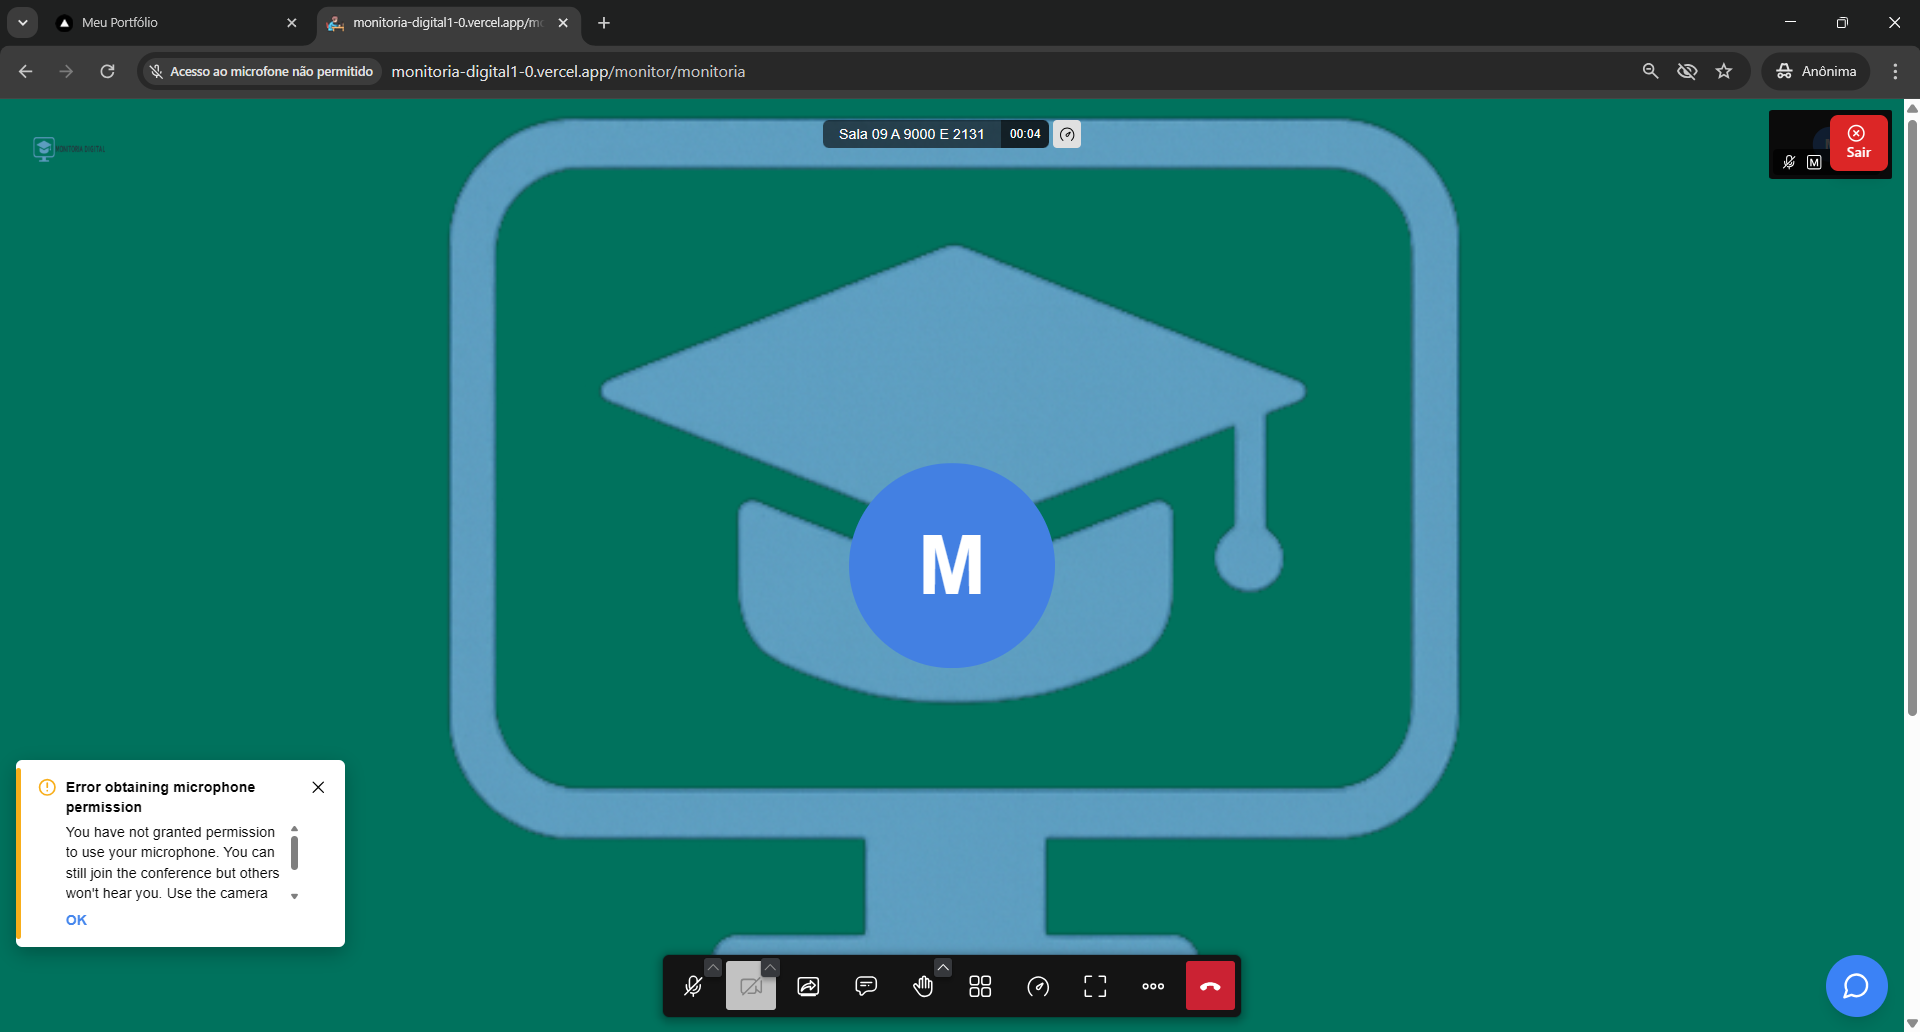 Meu Portfólio
monitoria-digital1-0.vercel.app/m
Acesso ao microfone não permitido
monitoria-digital1-0.vercel.app/monitor/monitoria
Anônima
MONITORIA DIGITAL
Sala 09 A 9000 E 2131
00:04
M
Sair
M
Error obtaining microphone
permission
You have not granted permission
to use your microphone. You can
still join the conference but others
won't hear you. Use the camera
OK